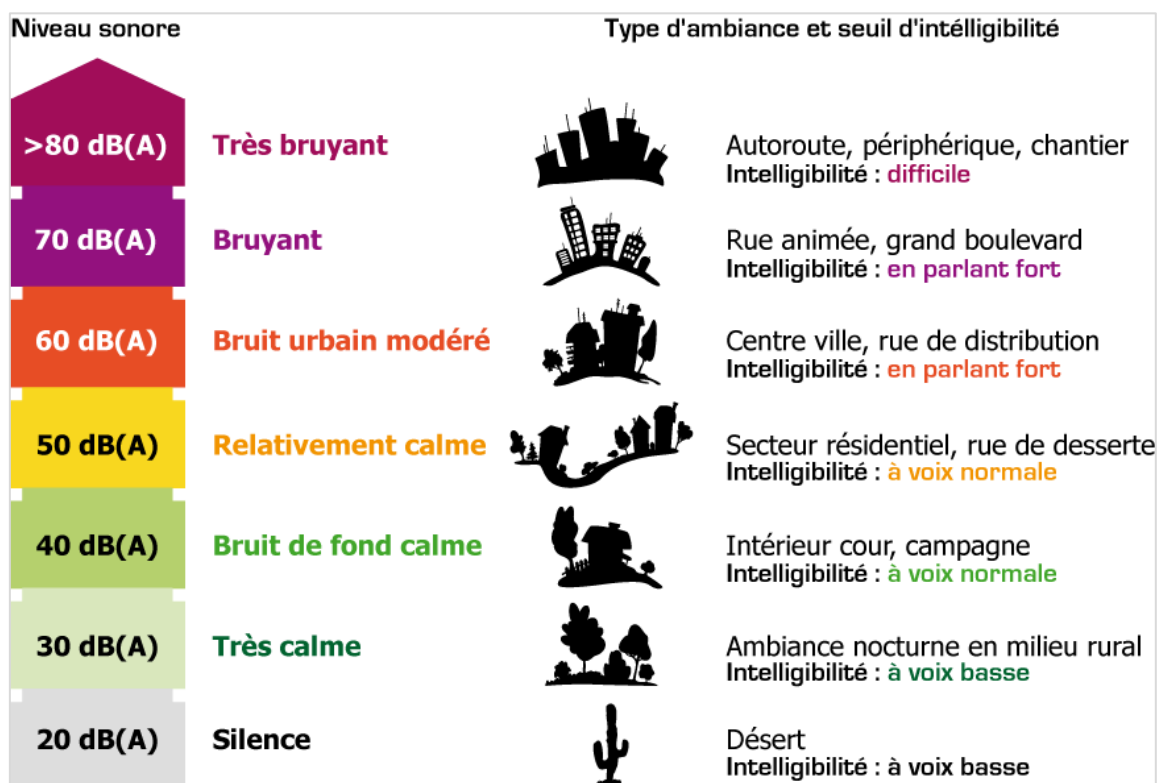 Niveau sonore
Type d'ambiance et seuil d'intélligibilité
>80 dB(A)
Très bruyant
Autoroute, périphérique, chantier
Intelligibilité : difficile
70 dB(A)
Bruyant
Rue animée, grand boulevard
Intelligibilité : en parlant fort
60 dB(A)
Bruit urbain modéré
Centre ville, rue de distribution
Intelligibilité : en parlant fort
50 dB(A)
Relativement calme
Secteur résidentiel, rue de desserte
Intelligibilité : à voix normale
40 dB(A)
Bruit de fond calme
Intérieur cour, campagne
Intelligibilité : à voix normale
30 dB(A)
Très calme
Ambiance nocturne en milieu rural
Intelligibilité : à voix basse
20 dB(A)
Silence
Désert
Intelligibilité : à voix basse